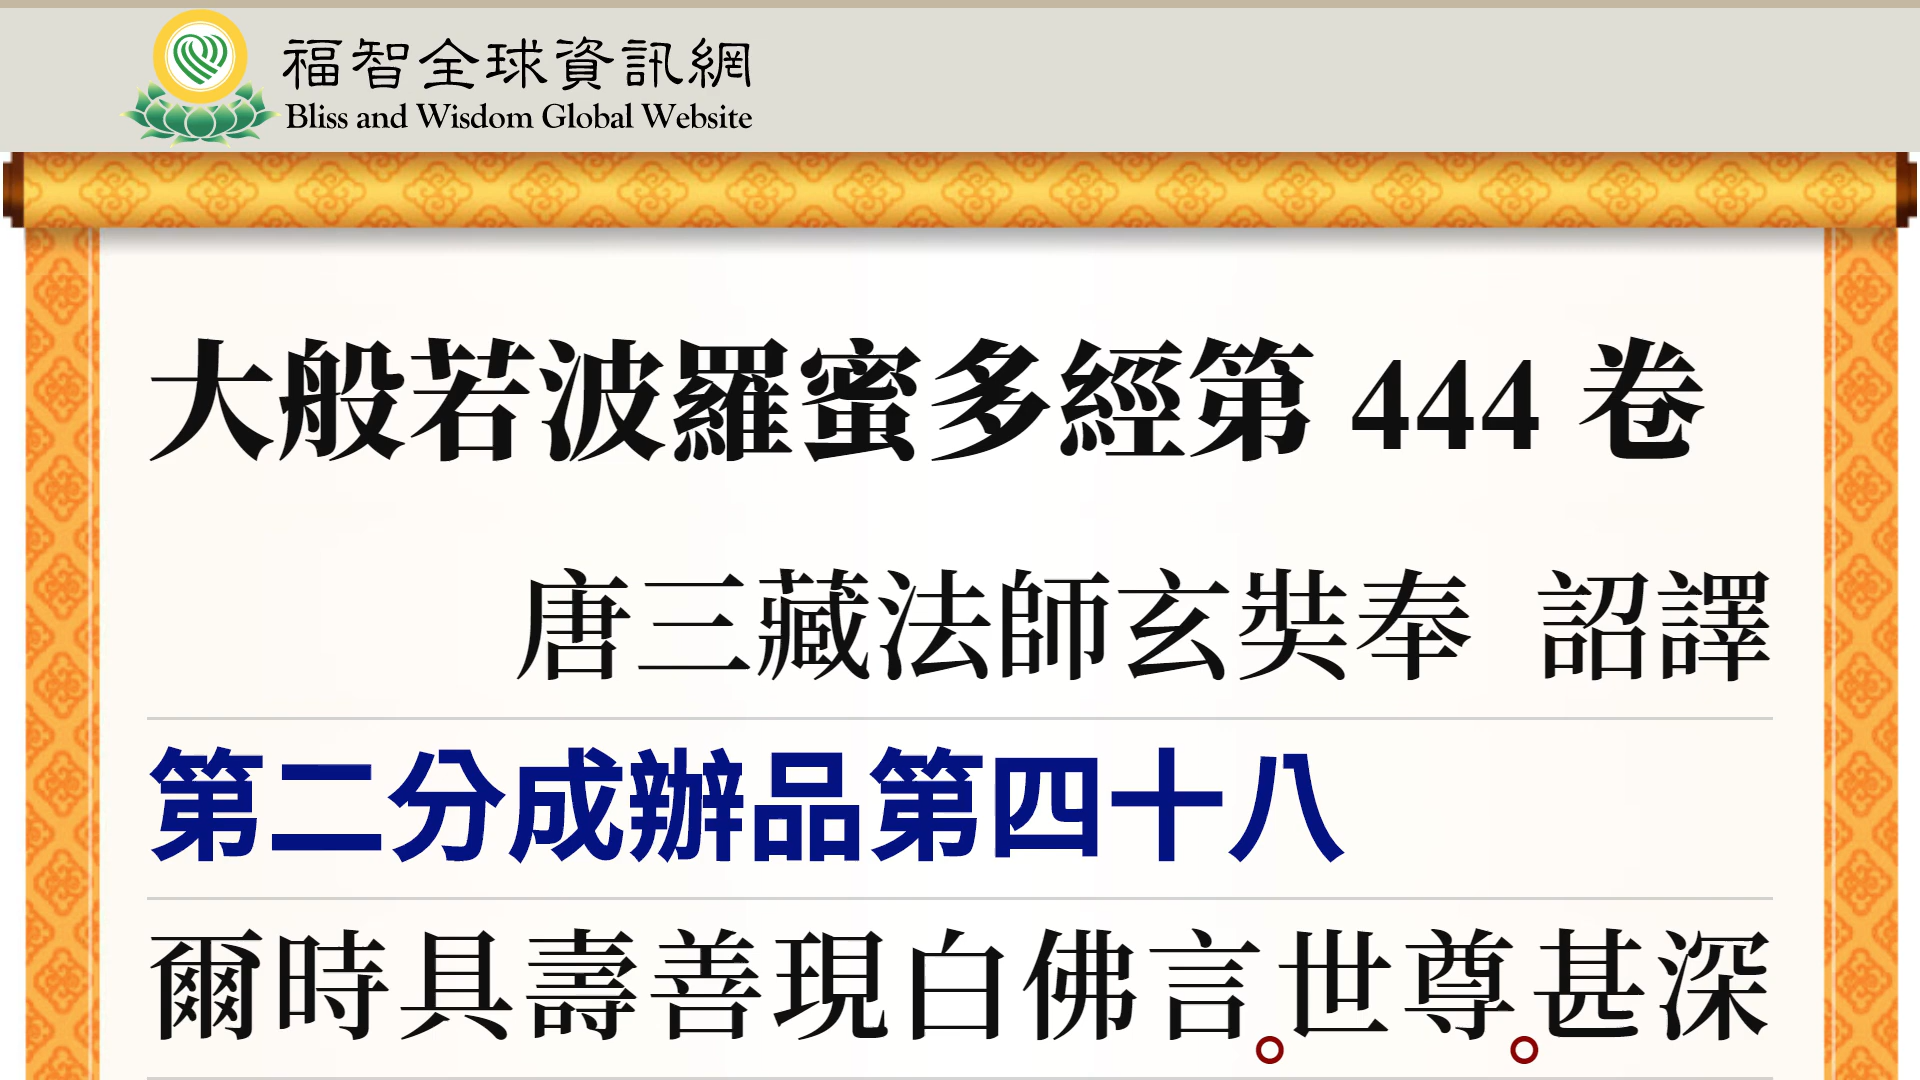 福智全球資訊網
Bliss and Wisdom Global Website
大般若波羅蜜多經第 444 卷
唐三藏法師玄奘奉 詔譯
第二分成辦品第四十八
爾時具壽善現白佛言。世尊。甚深